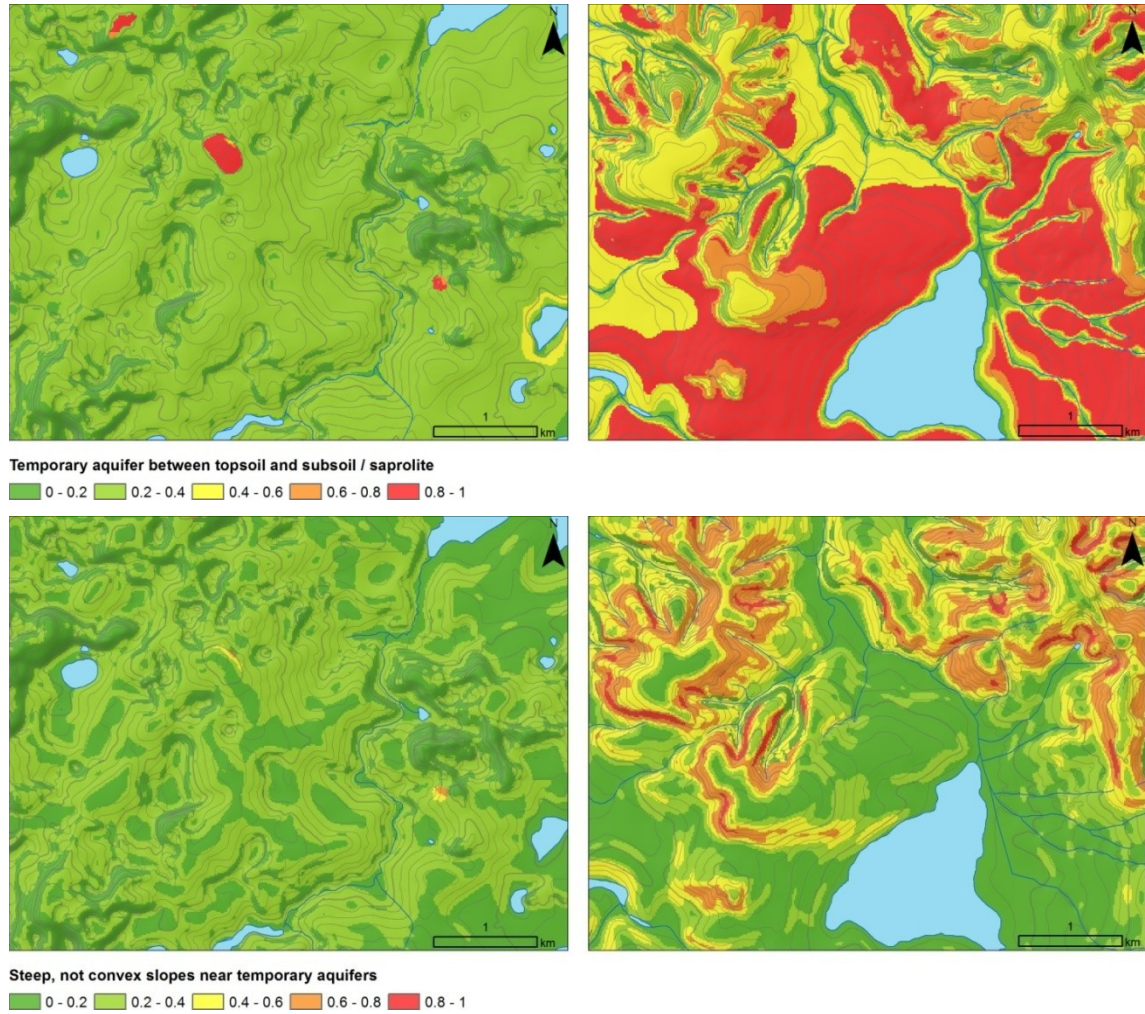 N
N
1
km
1
km
Temporary aquifer between topsoil and subsoil / saprolite
0 - 0.2 0.2 - 0.4 0.4 - 0.6 0.6 - 0.8 0.8 - 1
N
N
1
km
1
km
Steep, not convex slopes near temporary aquifers
0 - 0.2 0.2 - 0.4 0.4 - 0.6 0.6 - 0.8 0.8 - 1